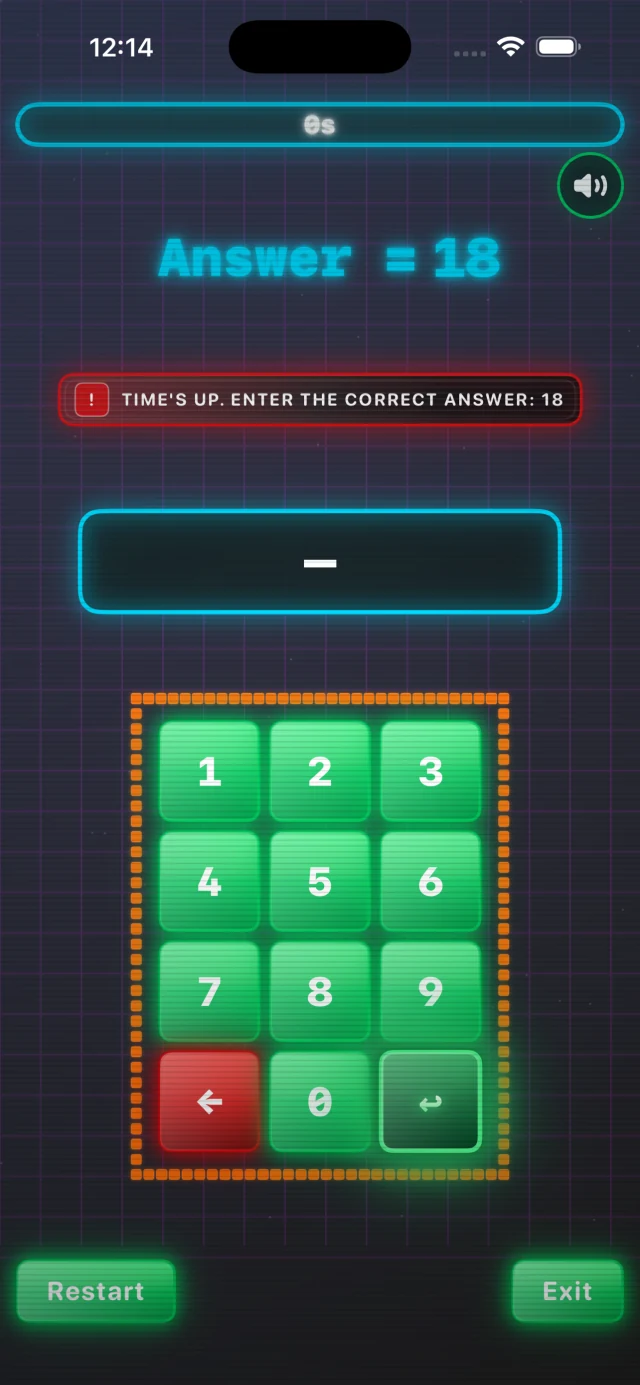 12:14
0s
Answer = 18
! TIME'S UP. ENTER THE CORRECT ANSWER: 18
—
1 2 3
4 5 6
7 8 9
← 0 ↩
Restart Exit